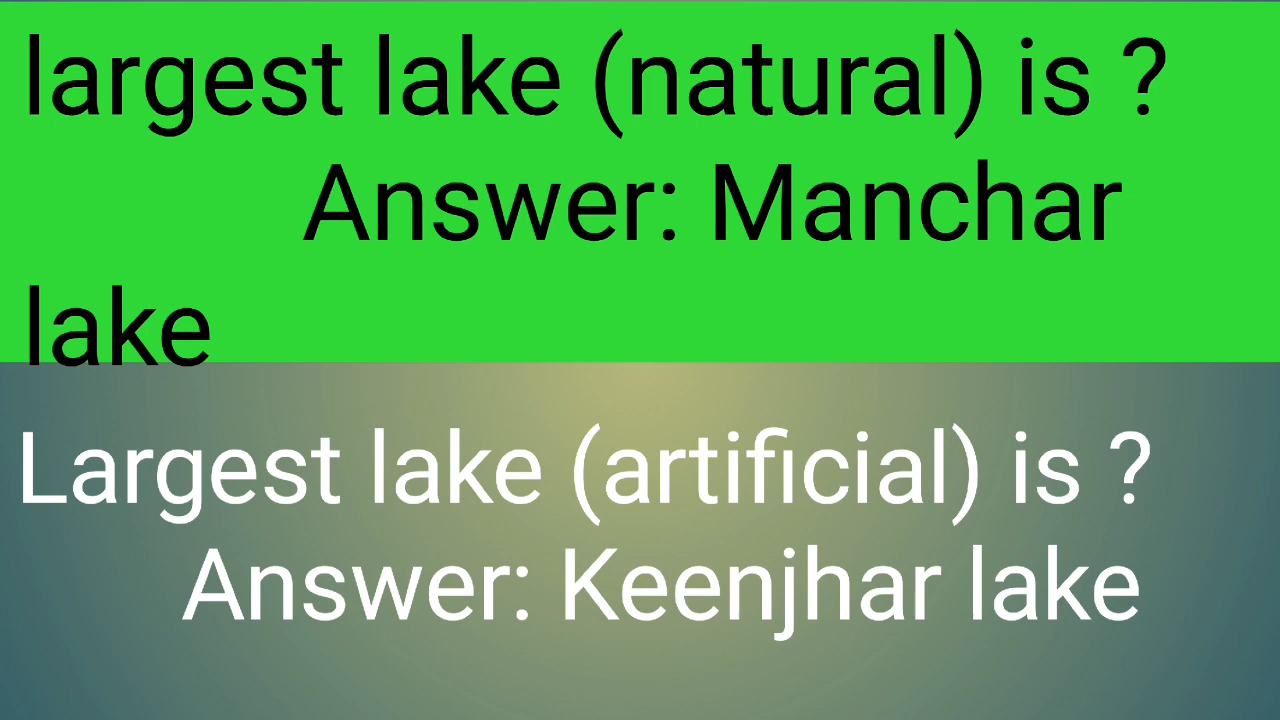 largest lake (natural) is ?
Answer: Manchar
lake
Largest lake (artificial) is ?
Answer: Keenjhar lake